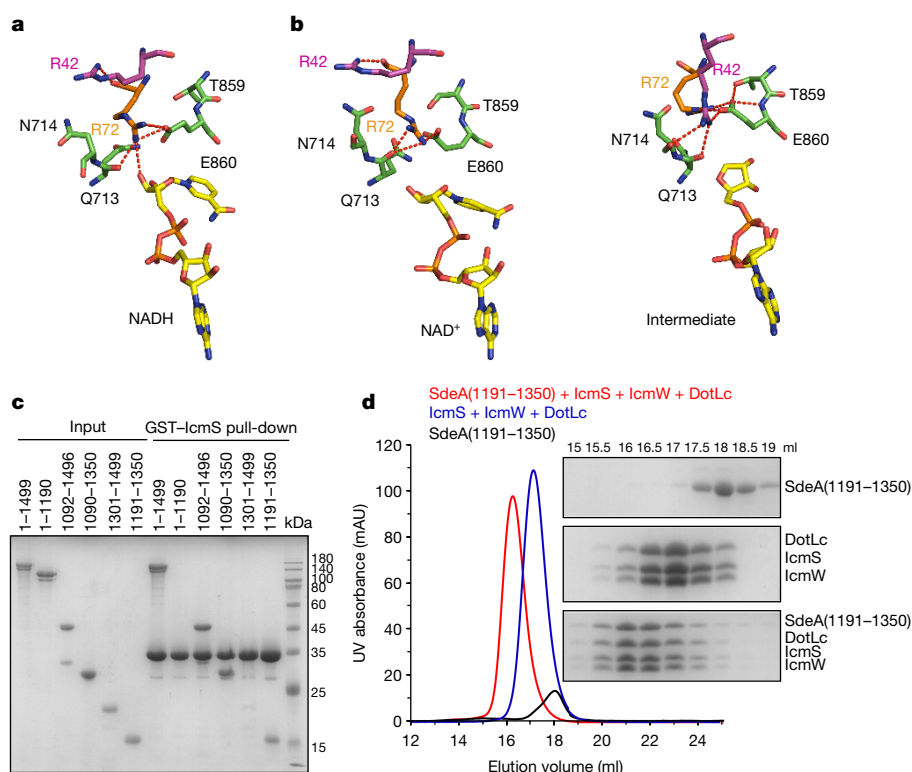 a
R42
T859
N714
R72
E860
Q713
NADH
b
R42
T859
N714
R72
E860
Q713
NAD+
R72
R42
T859
N714
E860
Q713
Intermediate
c
Input
GST–IcmS pull-down
1–1499
1–1190
1092–1496
1090–1350
1301–1499
1191–1350
1–1499
1–1190
1092–1496
1090–1350
1301–1499
1191–1350
kDa
180
140
100
80
60
45
35
25
15
d
SdeA(1191–1350) + IcmS + IcmW + DotLc
IcmS + IcmW + DotLc
SdeA(1191–1350)
UV absorbance (mAU)
120
100
80
60
40
20
0
12 14 16 18 20 22 24
Elution volume (ml)
15 15.5 16 16.5 17 17.5 18 18.5 19 ml
SdeA(1191–1350)
DotLc
IcmS
IcmW
SdeA(1191–1350)
DotLc
IcmS
IcmW